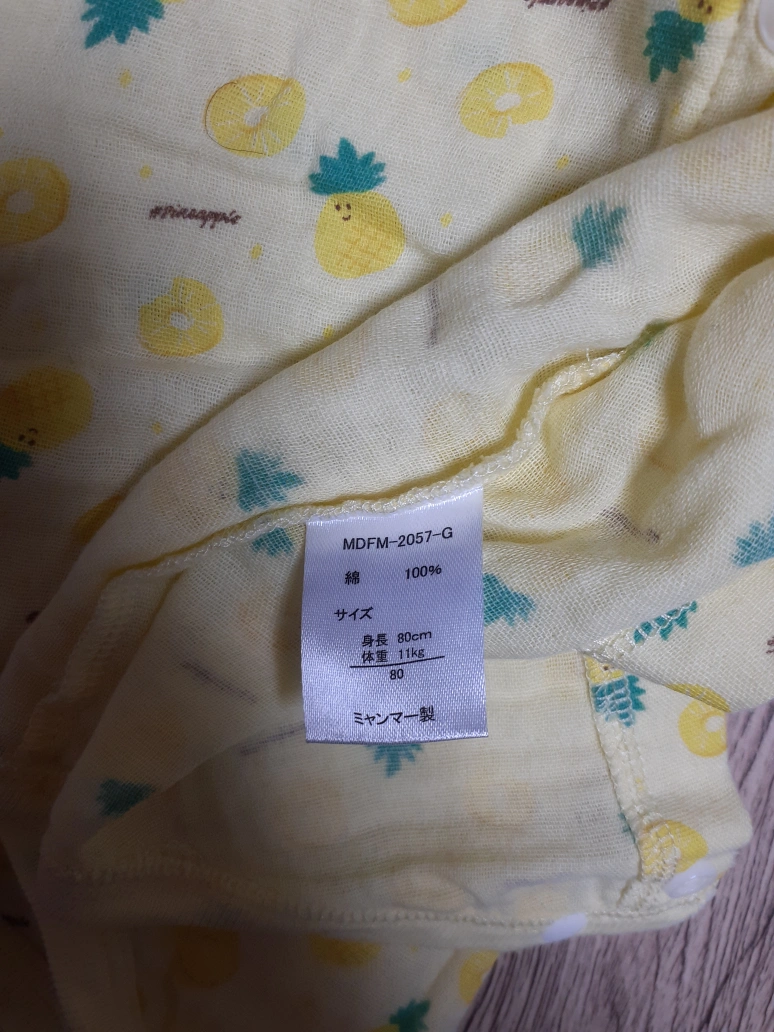 #Pineapple
MDFM-2057-G
綿 100%
サイズ
身長 80cm
体重 11kg
80
ミャンマー製